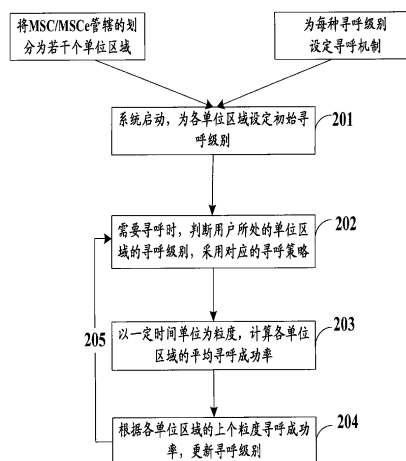 将MSC/MSCe管辖的划
分为若干个单位区域
为每种寻呼级别
设定寻呼机制
系统启动，为各单位区域设定初始寻
呼级别
201
需要寻呼时，判断用户所处的单位区
域的寻呼级别，采用对应的寻呼策略
202
205
以一定时间单位为粒度，计算各单位
区域的平均寻呼成功率
203
根据各单位区域的上个粒度寻呼成功
率，更新寻呼级别
204